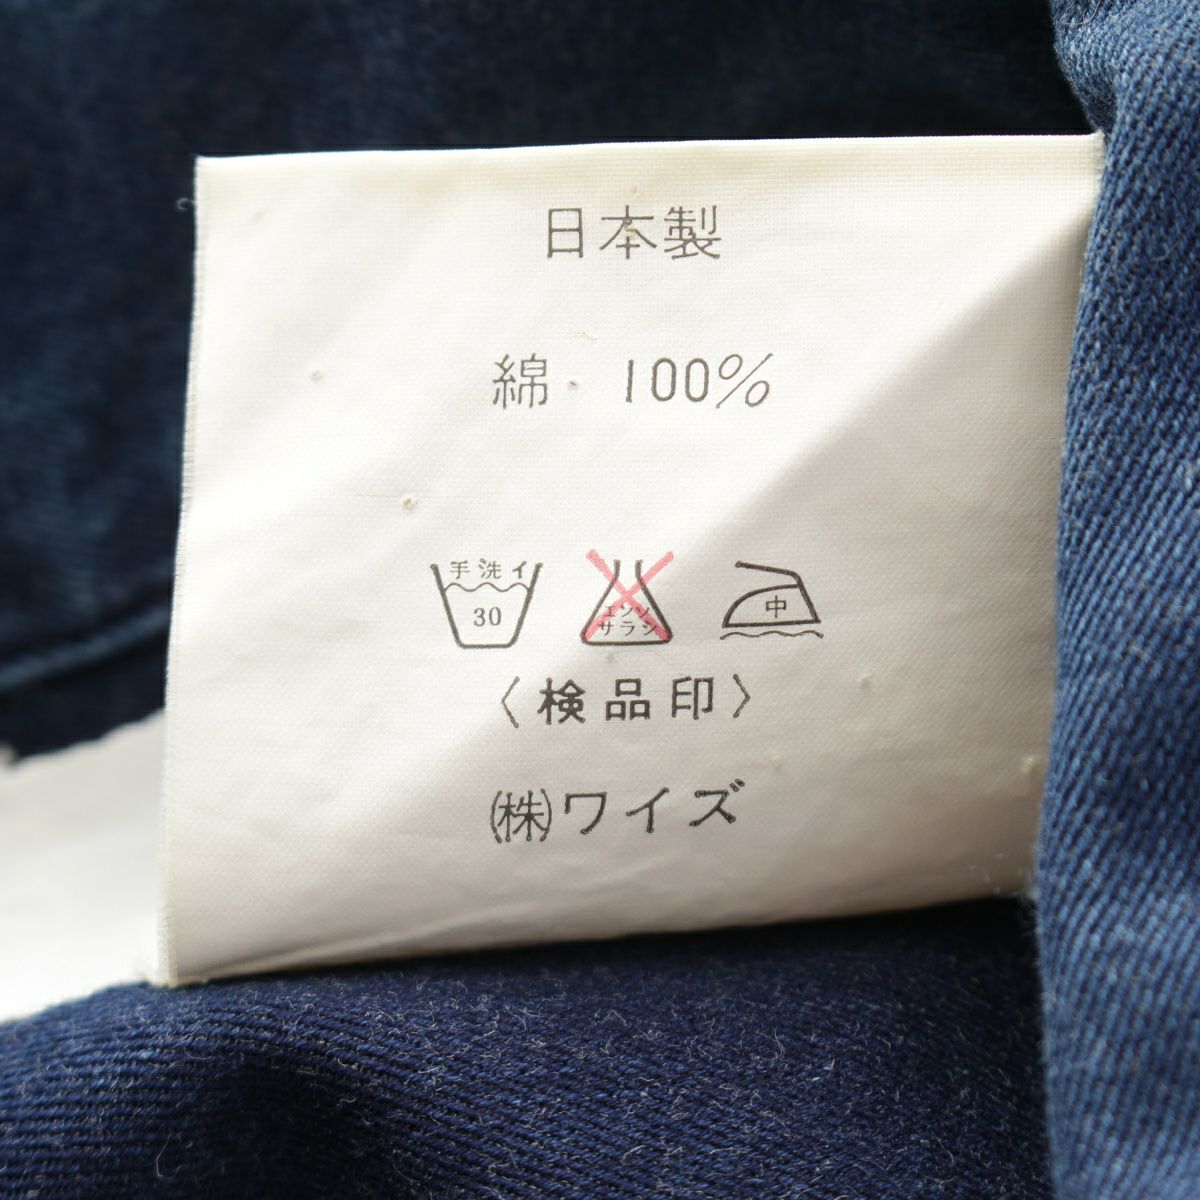 日本製
綿・100%
手洗イ 30 エンソサラシ 中
〈検品印〉
㈱ワイズ